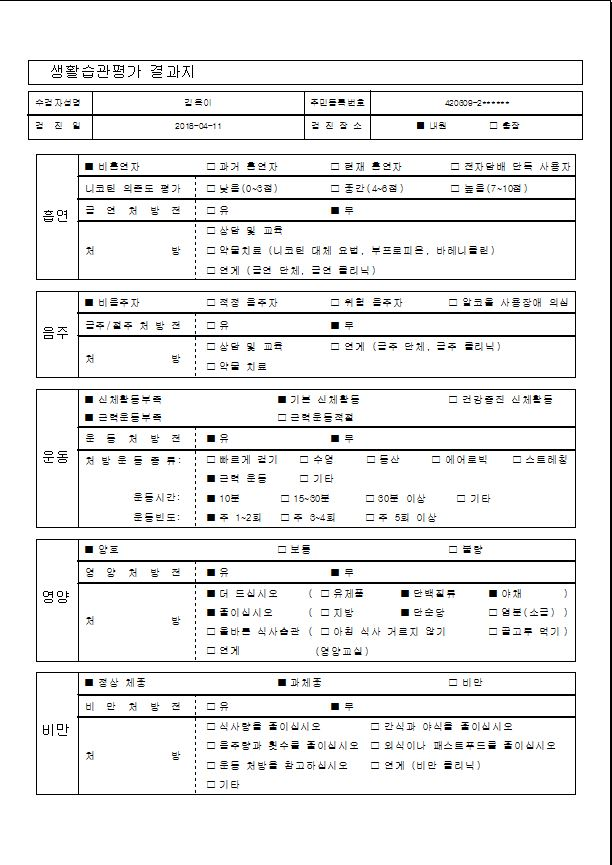 생활습관평가 결과지
수검자성명 김옥이 주민등록번호 420609-2******
검 진 일 2018-04-11 검 진 장 소 ■ 내원 □ 출장
흡연
■ 비흡연자 □ 과거 흡연자 □ 현재 흡연자 □ 전자담배 단독 사용자
니코틴 의존도 평가 □ 낮음(0~3점) □ 중간(4~6점) □ 높음(7~10점)
금 연 처 방 전 □ 유 ■ 무
□ 상담 및 교육
처 방 □ 약물치료 (니코틴 대체 요법, 부프로피온, 바레니클린)
□ 연계 (금연 단체, 금연 클리닉)
음주
■ 비음주자 □ 적정 음주자 □ 위험 음주자 □ 알코올 사용장애 의심
금주/절주 처 방 전 □ 유 ■ 무
처 방 □ 상담 및 교육 □ 연계 (금주 단체, 금주 클리닉)
□ 약물 치료
운동
■ 신체활동부족 ■ 기본 신체활동 □ 건강증진 신체활동
■ 근력운동부족 □ 근력운동적절
운 동 처 방 전 ■ 유 ■ 무
처 방 운 동 종 류: □ 빠르게 걷기 □ 수영 □ 등산 □ 에어로빅 □ 스트레칭
■ 근력 운동 □ 기타
운동시간: ■ 10분 □ 15~30분 □ 30분 이상 □ 기타
운동빈도: ■ 주 1~2회 □ 주 3~4회 □ 주 5회 이상
영양
■ 양호 □ 보통 □ 불량
영 양 처 방 전 ■ 유 ■ 무
처 방 ■ 더 드십시오 ( □ 유제품 ■ 단백질류 ■ 야채 )
■ 줄이십시오 ( □ 지방 ■ 단순당 □ 염분(소금) )
□ 올바른 식사습관 ( □ 아침 식사 거르지 않기 □ 골고루 먹기 )
□ 연계 (영양교실)
비만
■ 정상 체중 ■ 과체중 □ 비만
비 만 처 방 전 □ 유 ■ 무
처 방 □ 식사량을 줄이십시오 □ 간식과 야식을 줄이십시오
□ 음주량과 횟수를 줄이십시오 □ 외식이나 패스트푸드를 줄이십시오
□ 운동 처방을 참고하십시오 □ 연계 (비만 클리닉)
□ 기타